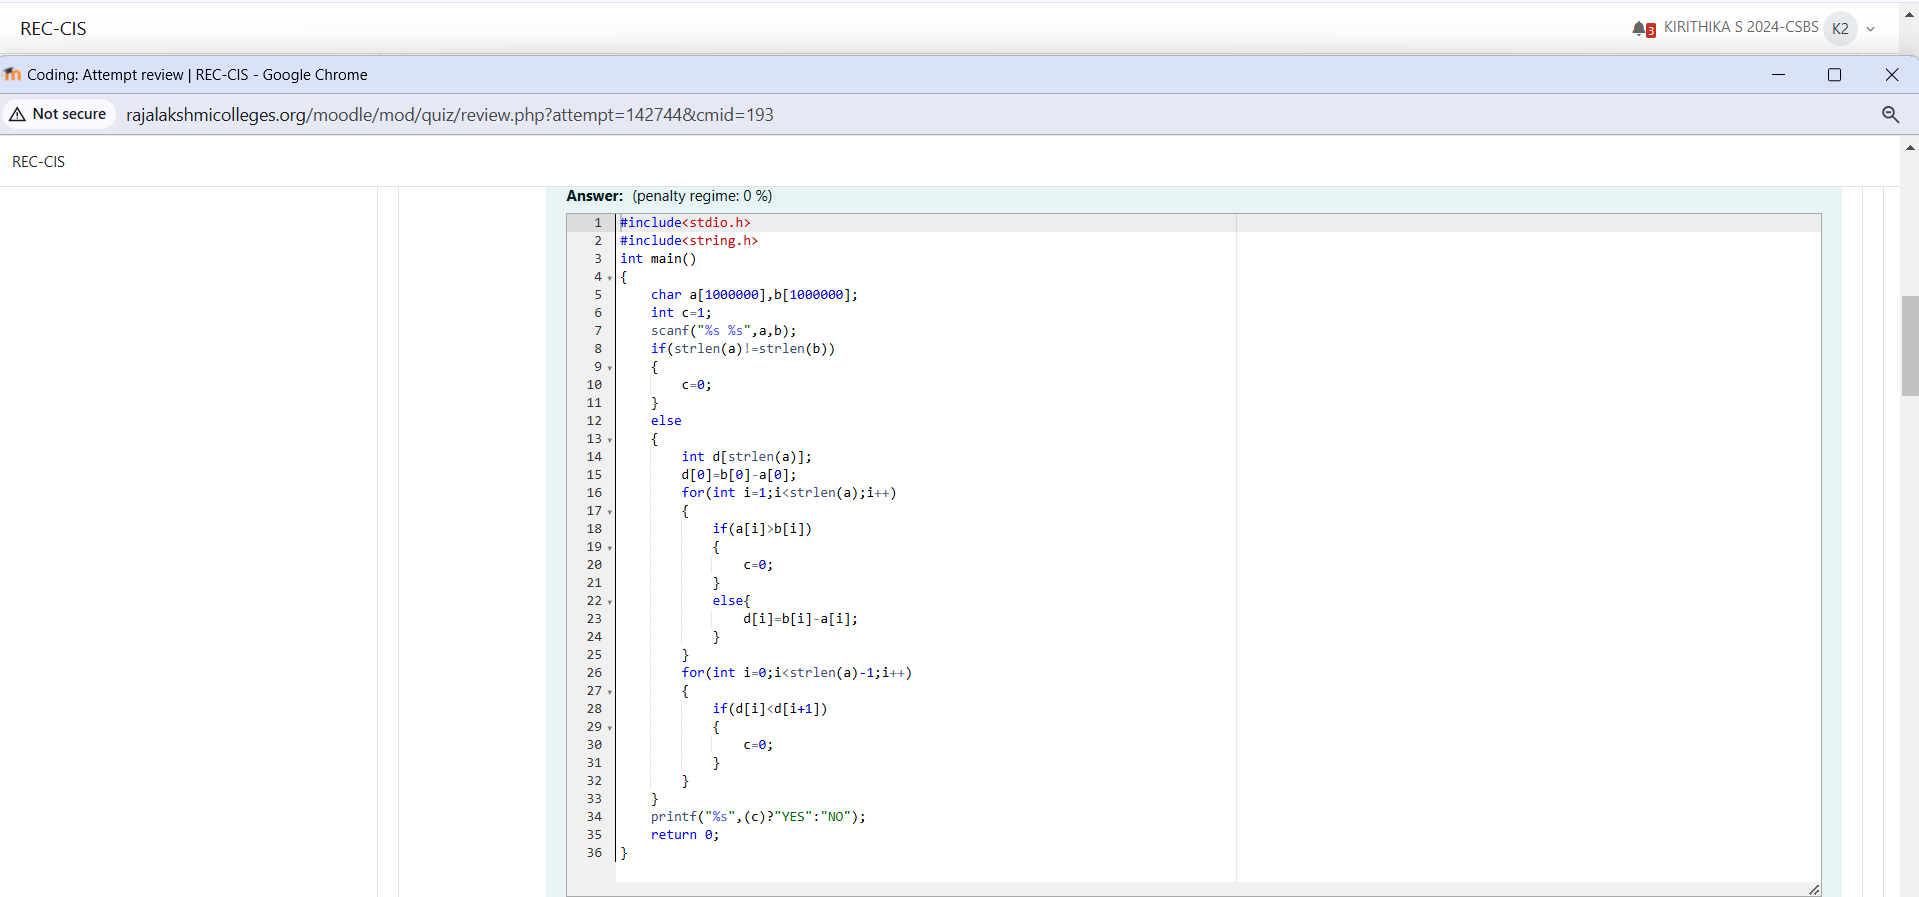 REC-CIS
3 KIRITHIKA S 2024-CSBS K2
Coding: Attempt review | REC-CIS - Google Chrome
Not secure rajalakshmicolleges.org/moodle/mod/quiz/review.php?attempt=142744&cmid=193
REC-CIS
Answer: (penalty regime: 0 %)
1 #include<stdio.h>
2 #include<string.h>
3 int main()
4 {
5     char a[1000000],b[1000000];
6     int c=1;
7     scanf("%s %s",a,b);
8     if(strlen(a)!=strlen(b))
9     {
10         c=0;
11     }
12     else
13     {
14         int d[strlen(a)];
15         d[0]=b[0]-a[0];
16         for(int i=1;i<strlen(a);i++)
17         {
18             if(a[i]>b[i])
19             {
20                 c=0;
21             }
22             else{
23                 d[i]=b[i]-a[i];
24             }
25         }
26         for(int i=0;i<strlen(a)-1;i++)
27         {
28             if(d[i]<d[i+1])
29             {
30                 c=0;
31             }
32         }
33     }
34     printf("%s",(c)?"YES":"NO");
35     return 0;
36 }